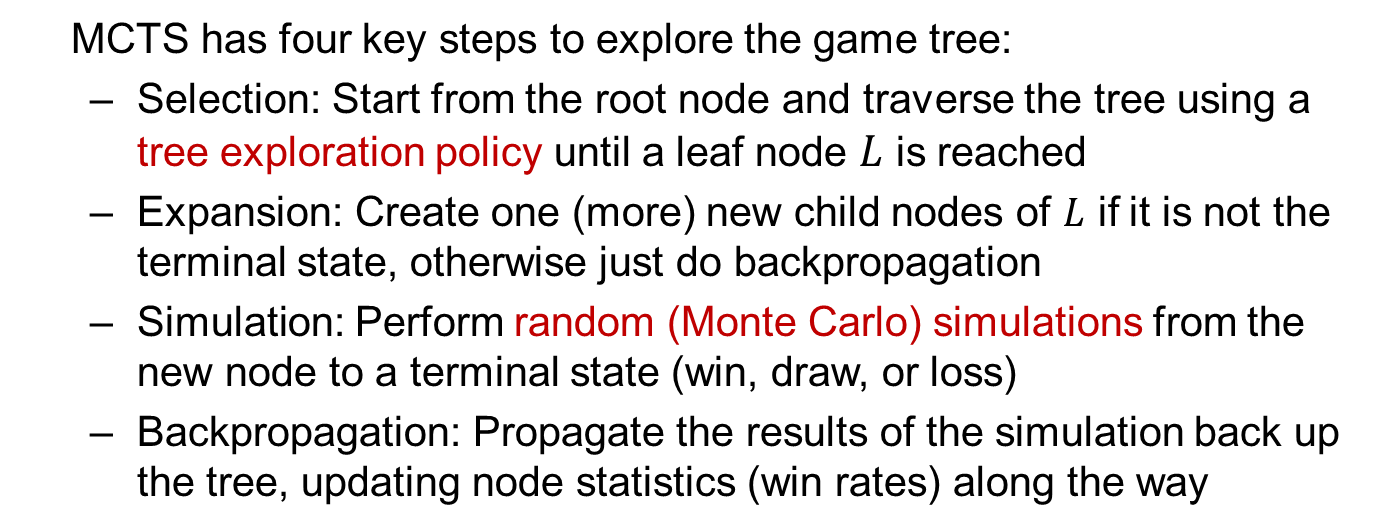 MCTS has four key steps to explore the game tree:
– Selection: Start from the root node and traverse the tree using a
tree exploration policy until a leaf node L is reached
– Expansion: Create one (more) new child nodes of L if it is not the
terminal state, otherwise just do backpropagation
– Simulation: Perform random (Monte Carlo) simulations from the
new node to a terminal state (win, draw, or loss)
– Backpropagation: Propagate the results of the simulation back up
the tree, updating node statistics (win rates) along the way